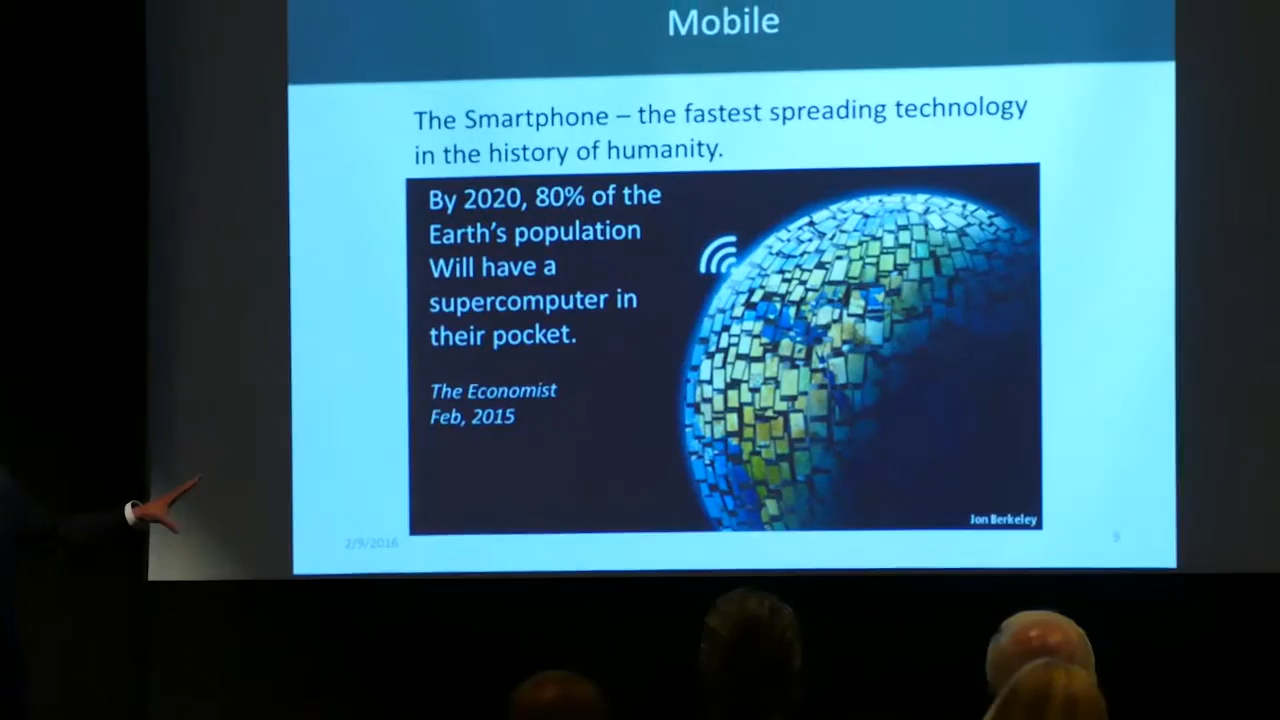 Mobile
The Smartphone – the fastest spreading technology
in the history of humanity.
By 2020, 80% of the
Earth's population
Will have a
supercomputer in
their pocket.
The Economist
Feb, 2015
Jon Berkeley
2/9/2016
9